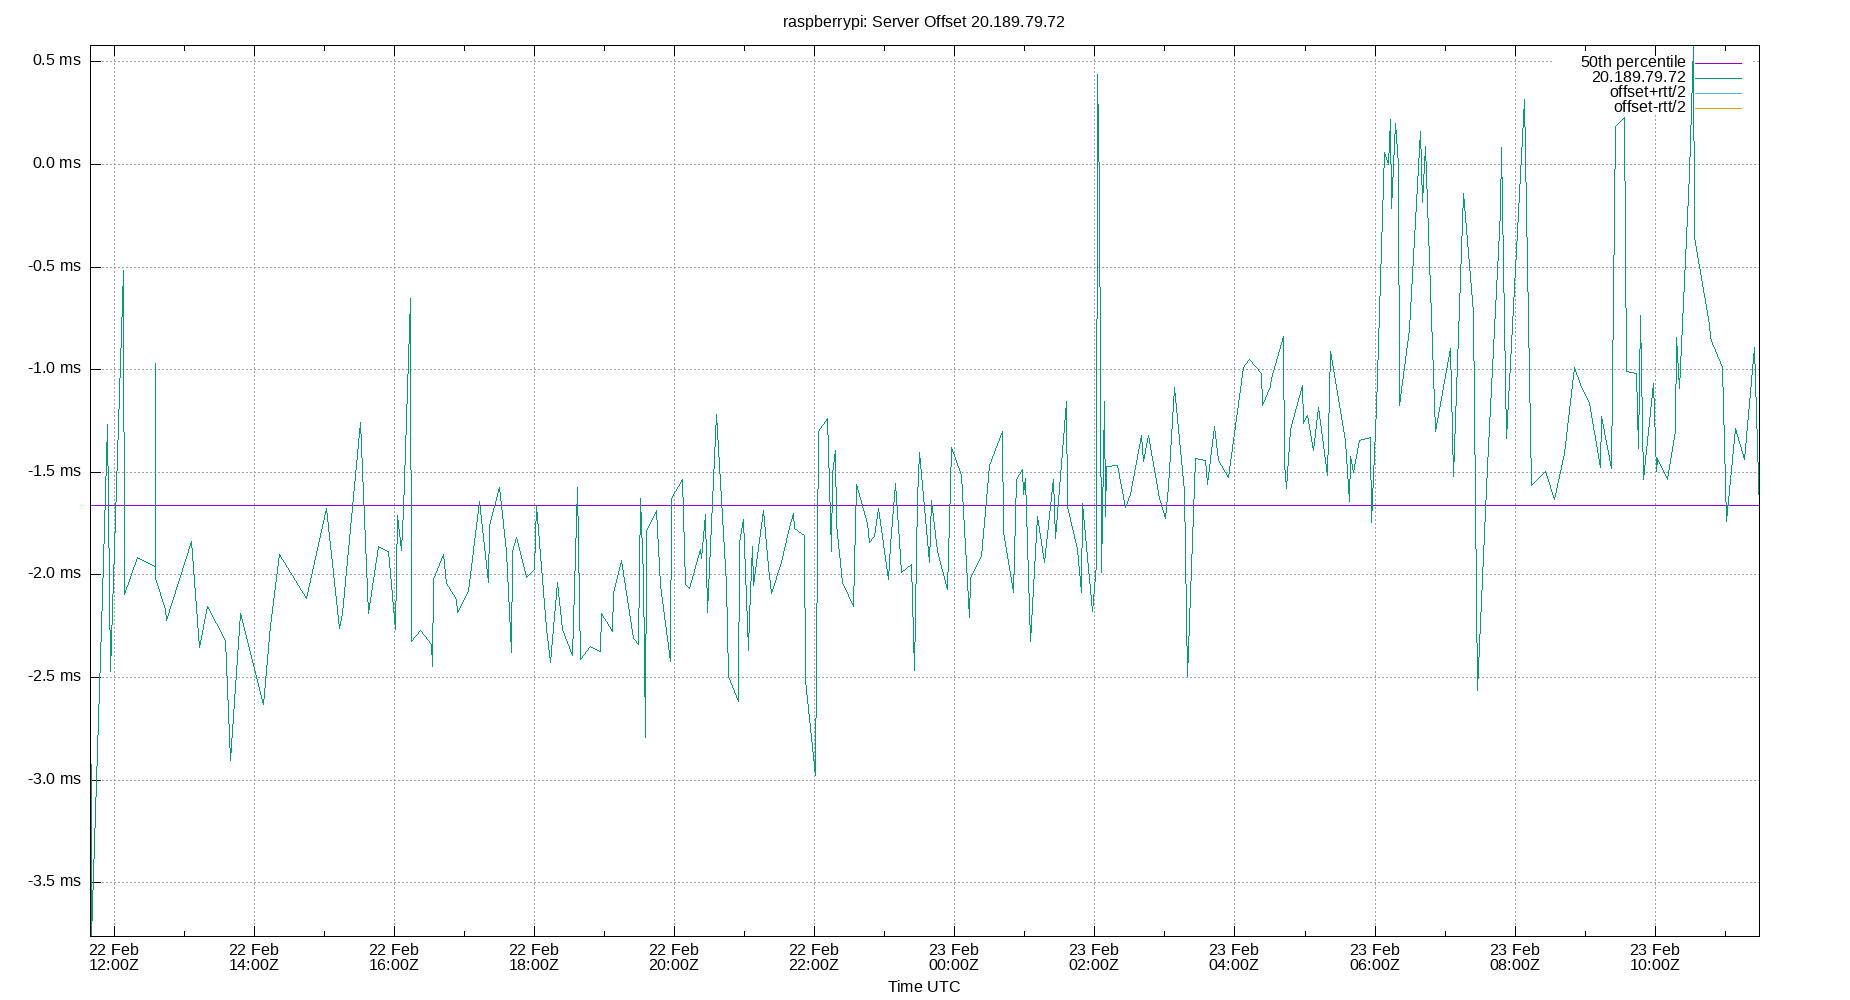 raspberrypi: Server Offset 20.189.79.72
0.5 ms
0.0 ms
-0.5 ms
-1.0 ms
-1.5 ms
-2.0 ms
-2.5 ms
-3.0 ms
-3.5 ms
50th percentile
20.189.79.72
offset+rtt/2
offset-rtt/2
22 Feb 22 Feb 22 Feb 22 Feb 22 Feb 22 Feb 23 Feb 23 Feb 23 Feb 23 Feb 23 Feb 23 Feb
12:00Z 14:00Z 16:00Z 18:00Z 20:00Z 22:00Z 00:00Z 02:00Z 04:00Z 06:00Z 08:00Z 10:00Z
Time UTC